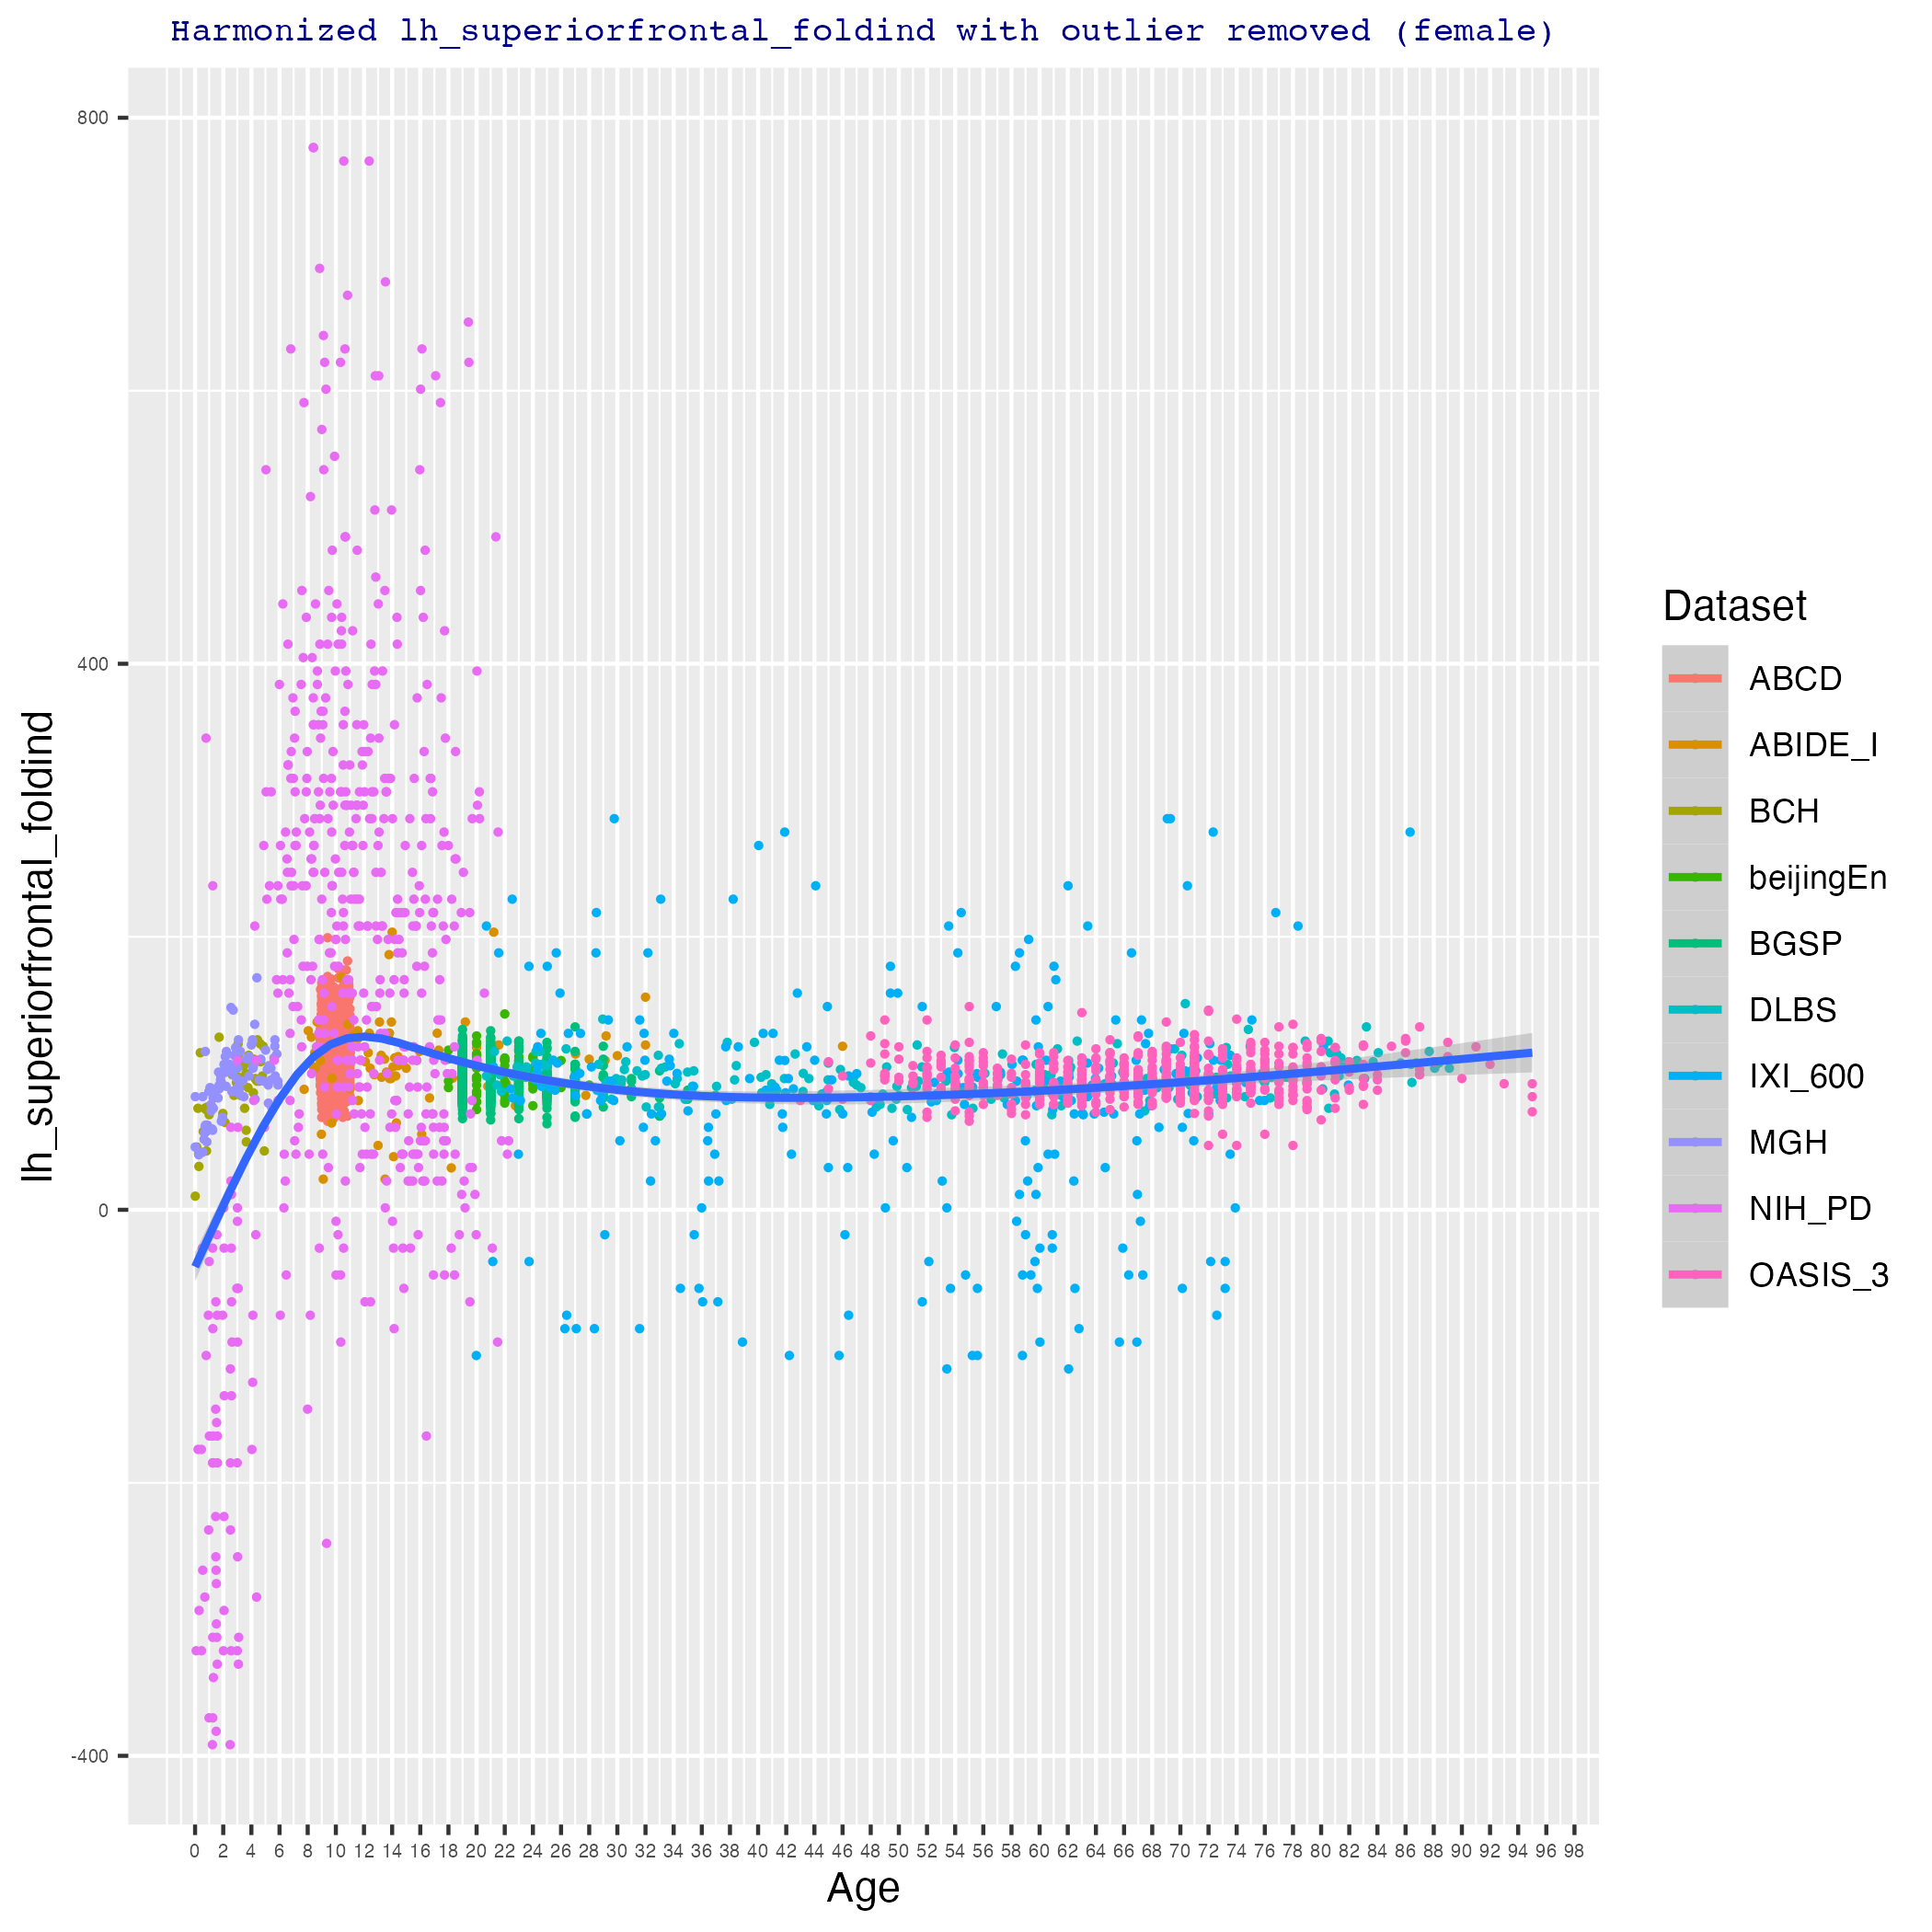 Harmonized lh_superiorfrontal_foldind with outlier removed (female)
800
400
0
-400
lh_superiorfrontal_foldind
0 2 4 6 8 10 12 14 16 18 20 22 24 26 28 30 32 34 36 38 40 42 44 46 48 50 52 54 56 58 60 62 64 66 68 70 72 74 76 78 80 82 84 86 88 90 92 94 96 98
Age
Dataset
ABCD
ABIDE_I
BCH
beijingEn
BGSP
DLBS
IXI_600
MGH
NIH_PD
OASIS_3